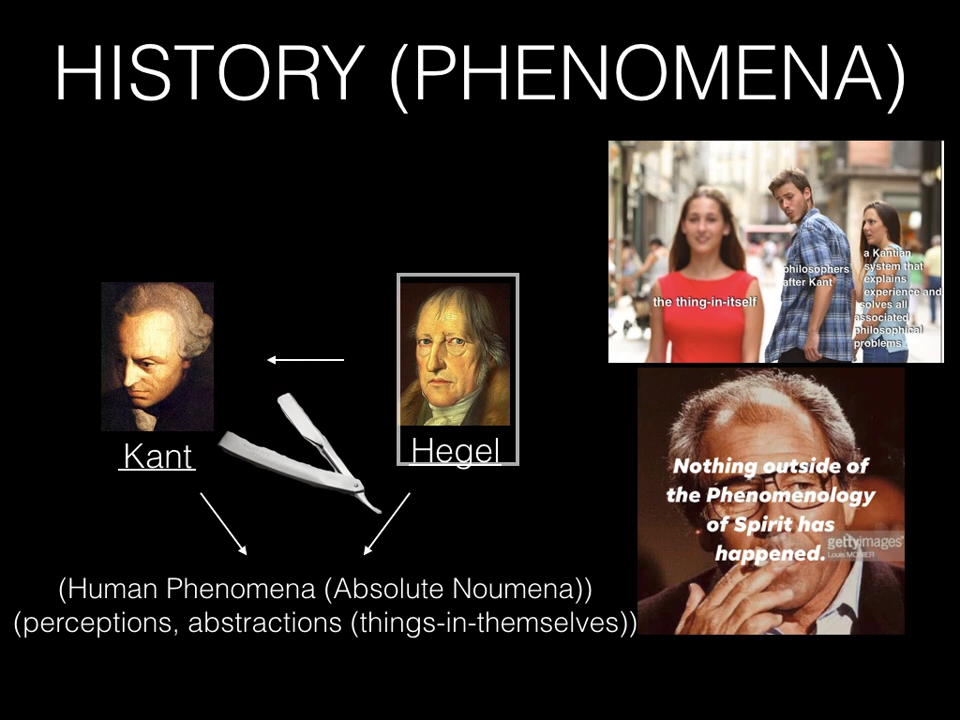 HISTORY (PHENOMENA)
the thing-in-itself
philosophers
after Kant
a Kantian
system that
explains
experience and
solves all
associated
philosophical
problems
Kant
Hegel
Nothing outside of
the Phenomenology
of Spirit has
happened.
gettyimages®
Louis MONIER
(Human Phenomena (Absolute Noumena))
(perceptions, abstractions (things-in-themselves))